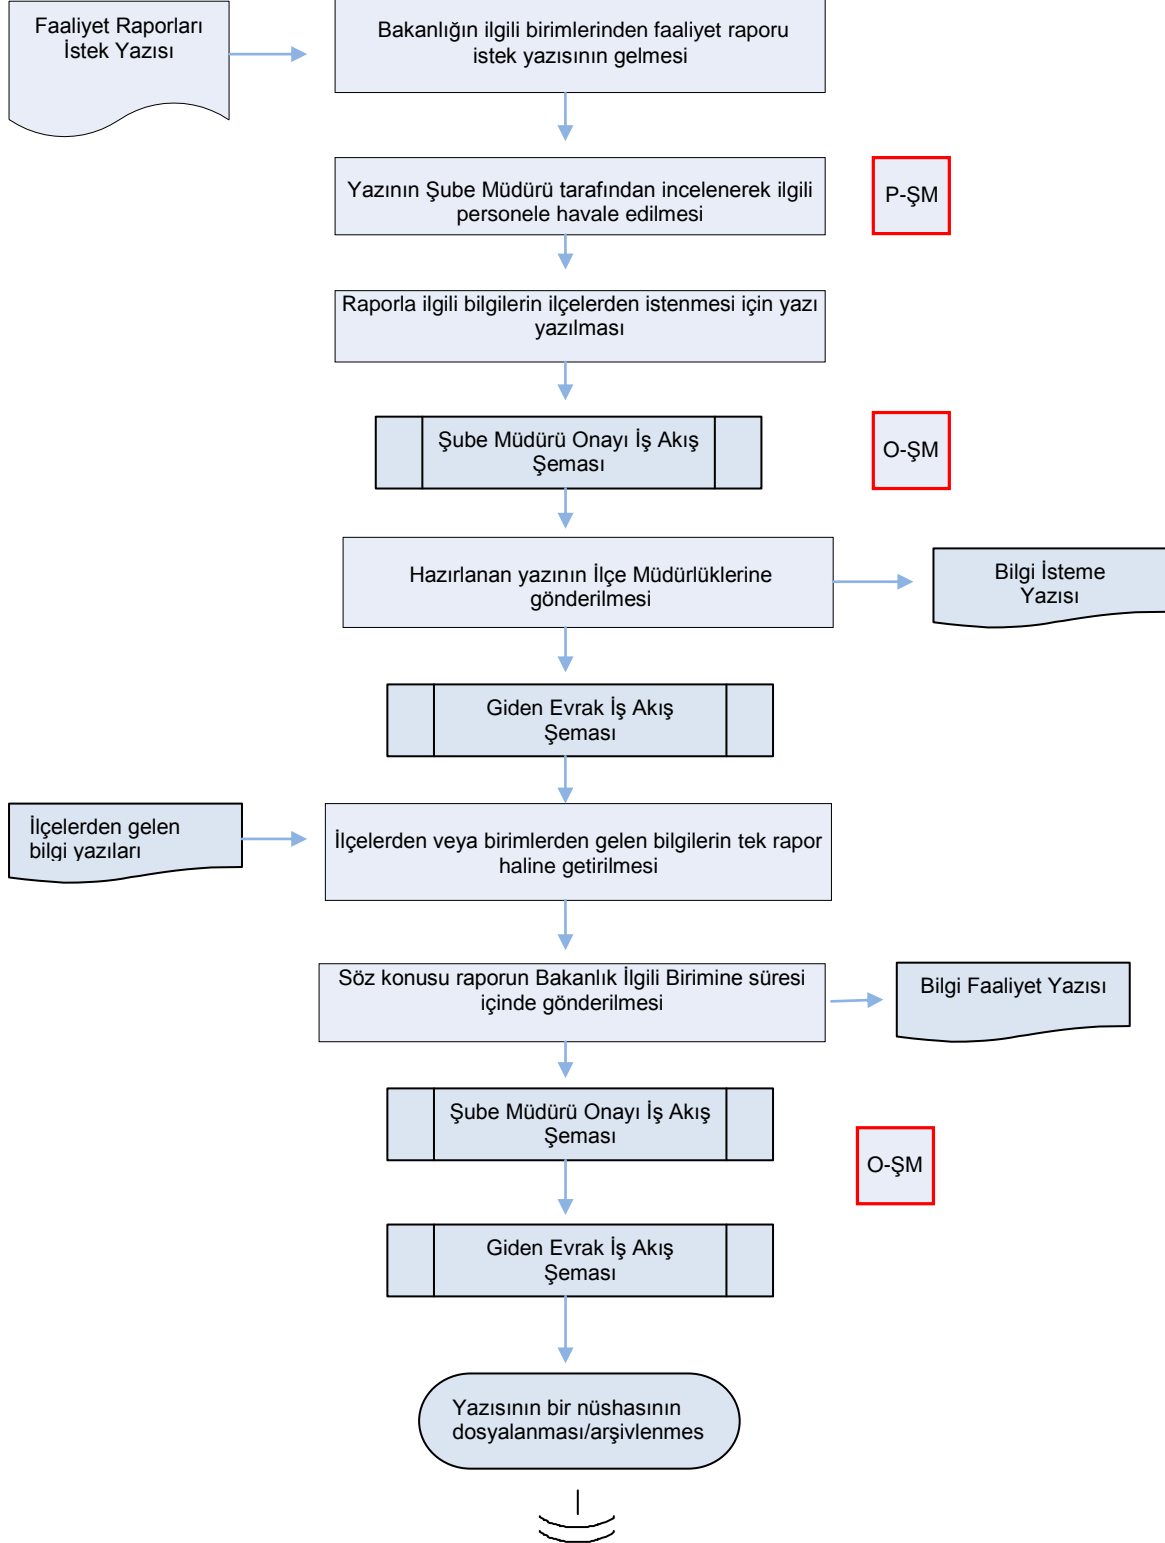 Faaliyet Raporları
İstek Yazısı
Bakanlığın ilgili birimlerinden faaliyet raporu
istek yazısının gelmesi
Yazının Şube Müdürü tarafından incelenerek ilgili
personele havale edilmesi
P-ŞM
Raporla ilgili bilgilerin ilçelerden istenmesi için yazı
yazılması
Şube Müdürü Onayı İş Akış
Şeması
O-ŞM
Hazırlanan yazının İlçe Müdürlüklerine
gönderilmesi
Bilgi İsteme
Yazısı
Giden Evrak İş Akış
Şeması
İlçelerden gelen
bilgi yazıları
İlçelerden veya birimlerden gelen bilgilerin tek rapor
haline getirilmesi
Söz konusu raporun Bakanlık İlgili Birimine süresi
içinde gönderilmesi
Bilgi Faaliyet Yazısı
Şube Müdürü Onayı İş Akış
Şeması
O-ŞM
Giden Evrak İş Akış
Şeması
Yazısının bir nüshasının
dosyalanması/arşivlenmes